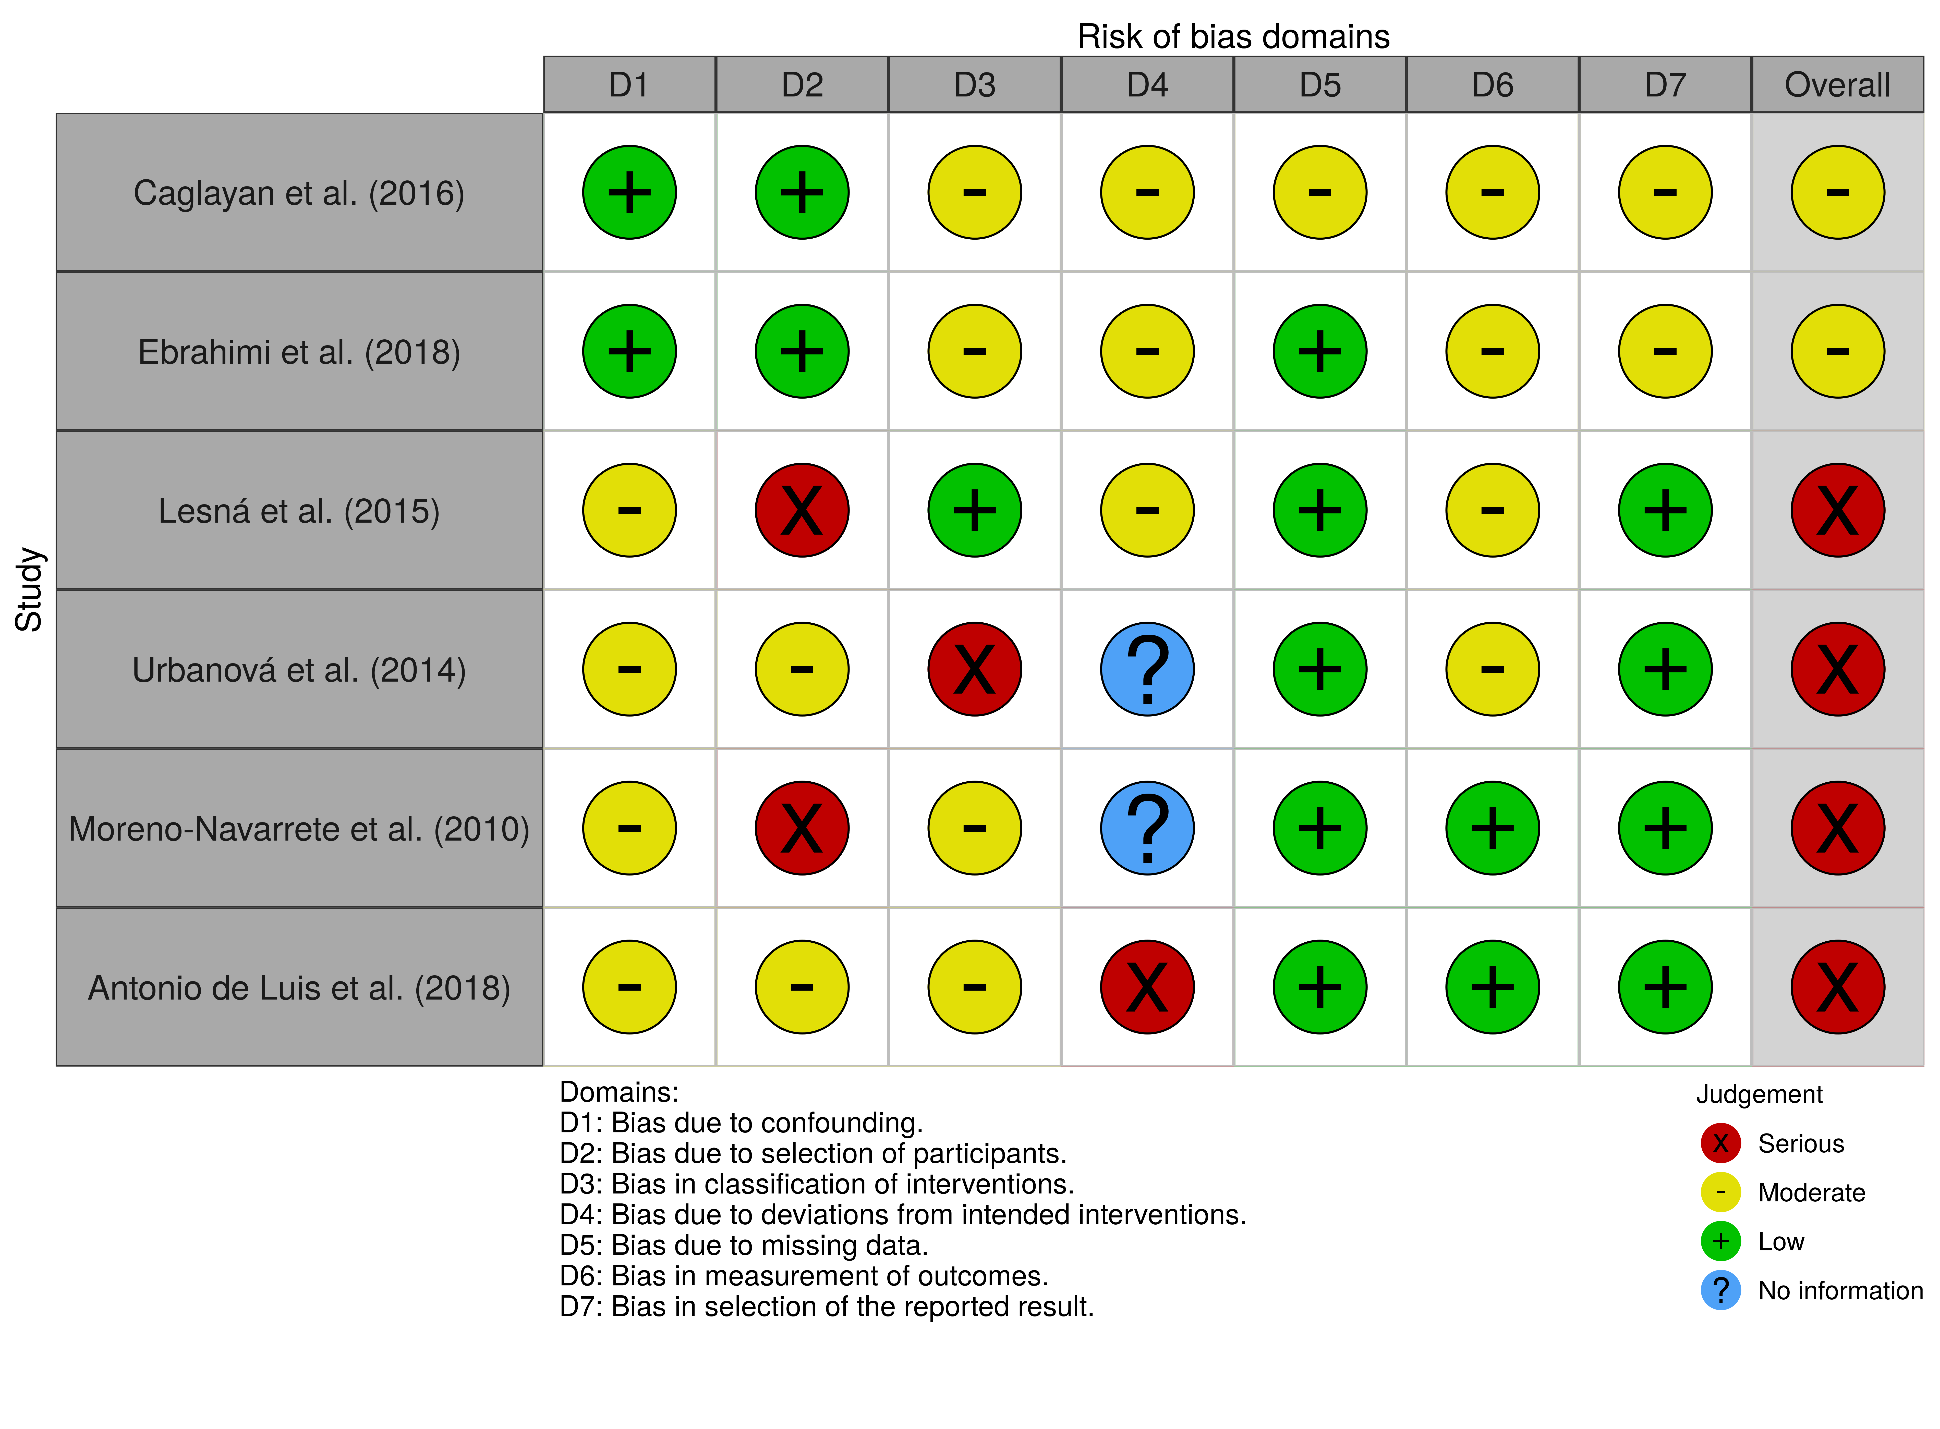 Risk of bias domains
D1 D2 D3 D4 D5 D6 D7 Overall
Study
Caglayan et al. (2016) + + - - - - - -
Ebrahimi et al. (2018) + + - - + - - -
Lesná et al. (2015) - X + - + - + X
Urbanová et al. (2014) - - X ? + - + X
Moreno-Navarrete et al. (2010) - X - ? + + + X
Antonio de Luis et al. (2018) - - - X + + + X
Domains:
D1: Bias due to confounding.
D2: Bias due to selection of participants.
D3: Bias in classification of interventions.
D4: Bias due to deviations from intended interventions.
D5: Bias due to missing data.
D6: Bias in measurement of outcomes.
D7: Bias in selection of the reported result.
Judgement
X Serious
- Moderate
+ Low
? No information